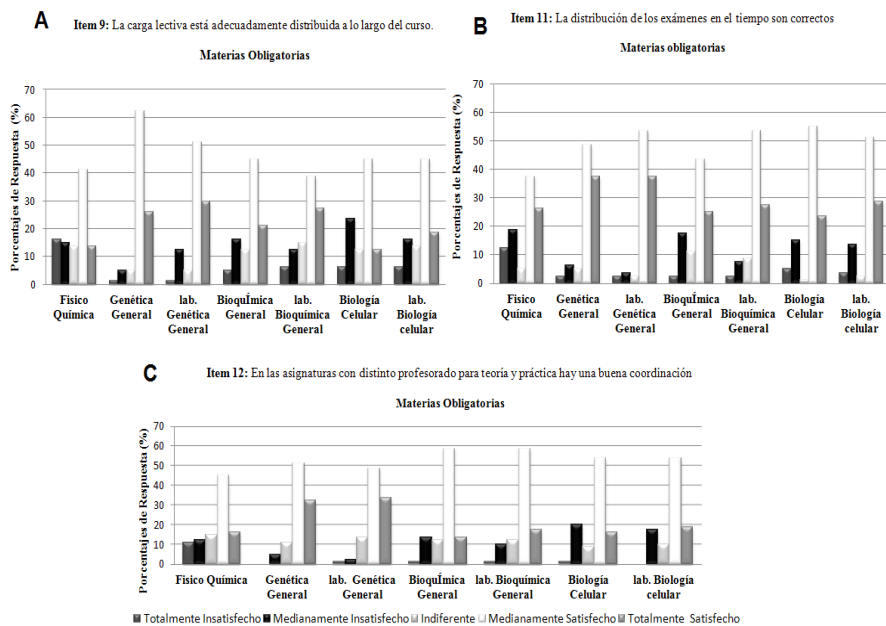 A
Item 9: La carga lectiva está adecuadamente distribuida a lo largo del curso.
Materias Obligatorias
Porcentajes de Respuesta (%)
70
60
50
40
30
20
10
0
Fisico Química
Genética General
lab. Genética General
BioquÍmica General
lab. Bioquímica General
Biología Celular
lab. Biología celular
B
Item 11: La distribución de los exámenes en el tiempo son correctos
Materias obligatorias
Porcentajes de Respuesta (%)
70
60
50
40
30
20
10
0
Fisico Química
Genética General
lab. Genética General
BioquÍmica General
lab. Bioquímica General
Biología Celular
lab. Biología celular
C
Item 12: En las asignaturas con distinto profesorado para teoría y práctica hay una buena coordinación
Materias Obligatorias
Porcentajes de Respuesta (%)
70
60
50
40
30
20
10
0
Fisico Química
Genética General
lab. Genética General
BioquÍmica General
lab. Bioquímica General
Biología Celular
lab. Biología celular
Totalmente Insatisfecho Medianamente Insatisfecho Indiferente Medianamente Satisfecho Totalmente Satisfecho